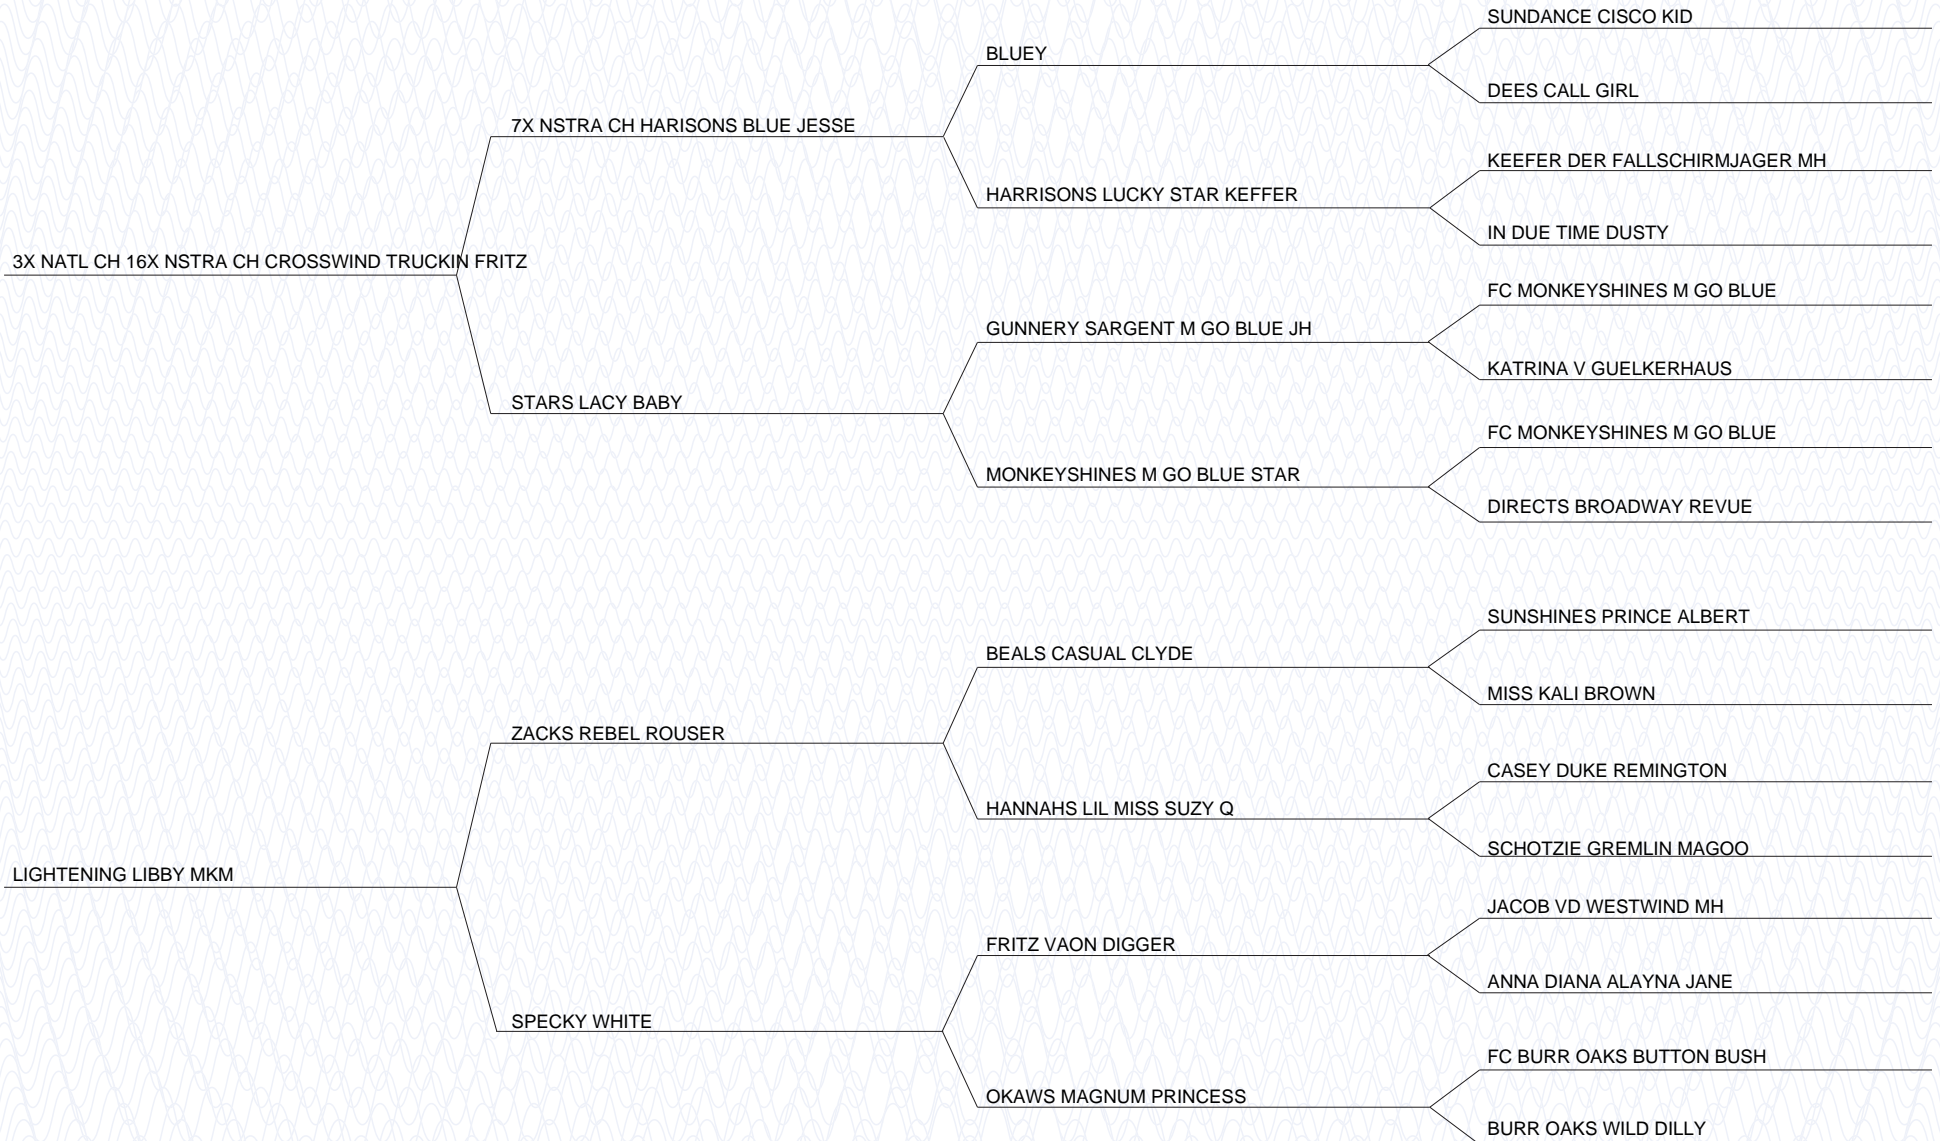 SUNDANCE CISCO KID
BLUEY
DEES CALL GIRL
7X NSTRA CH HARISONS BLUE JESSE
KEEFER DER FALLSCHIRMJAGER MH
HARRISONS LUCKY STAR KEFFER
IN DUE TIME DUSTY
3X NATL CH 16X NSTRA CH CROSSWIND TRUCKIN FRITZ
FC MONKEYSHINES M GO BLUE
GUNNERY SARGENT M GO BLUE JH
KATRINA V GUELKERHAUS
STARS LACY BABY
FC MONKEYSHINES M GO BLUE
MONKEYSHINES M GO BLUE STAR
DIRECTS BROADWAY REVUE
SUNSHINES PRINCE ALBERT
BEALS CASUAL CLYDE
MISS KALI BROWN
ZACKS REBEL ROUSER
CASEY DUKE REMINGTON
HANNAHS LIL MISS SUZY Q
SCHOTZIE GREMLIN MAGOO
LIGHTENING LIBBY MKM
JACOB VD WESTWIND MH
FRITZ VAON DIGGER
ANNA DIANA ALAYNA JANE
SPECKY WHITE
FC BURR OAKS BUTTON BUSH
OKAWS MAGNUM PRINCESS
BURR OAKS WILD DILLY